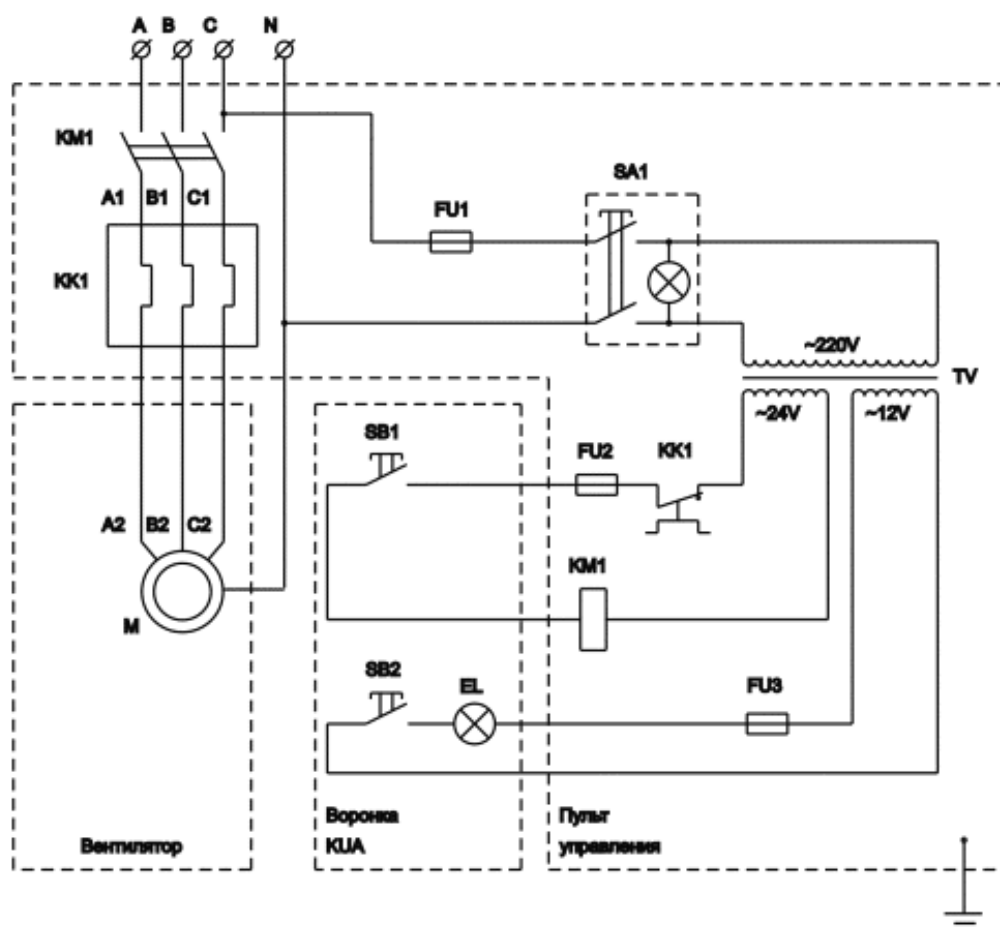 A B C N
KM1
SA1
A1 B1 C1
FU1
KK1
~220V
TV
~24V ~12V
SB1
FU2 KK1
A2 B2 C2
KM1
M
SB2
EL
FU3
Воронка
KUA
Пульт
управления
Вентилятор